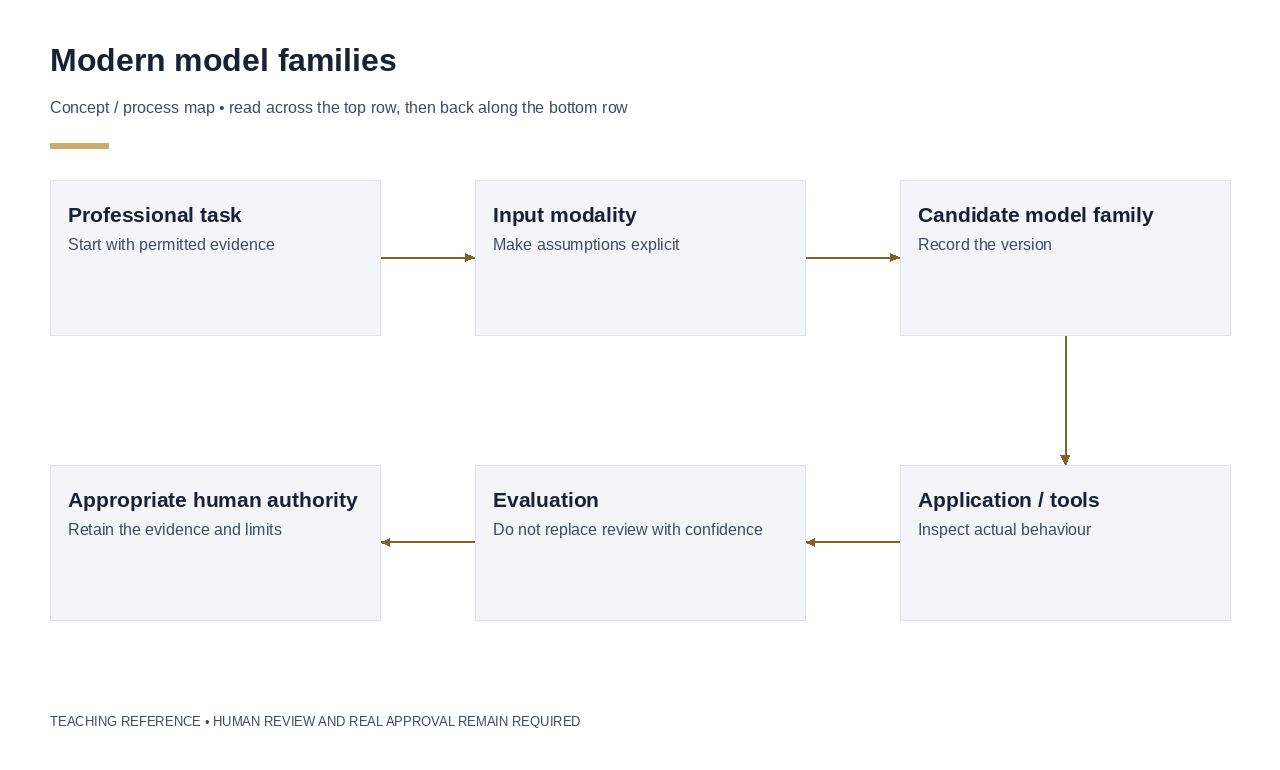 Modern model families
Concept / process map • read across the top row, then back along the bottom row
Professional task
Start with permitted evidence
Input modality
Make assumptions explicit
Candidate model family
Record the version
Application / tools
Inspect actual behaviour
Evaluation
Do not replace review with confidence
Appropriate human authority
Retain the evidence and limits
TEACHING REFERENCE • HUMAN REVIEW AND REAL APPROVAL REMAIN REQUIRED